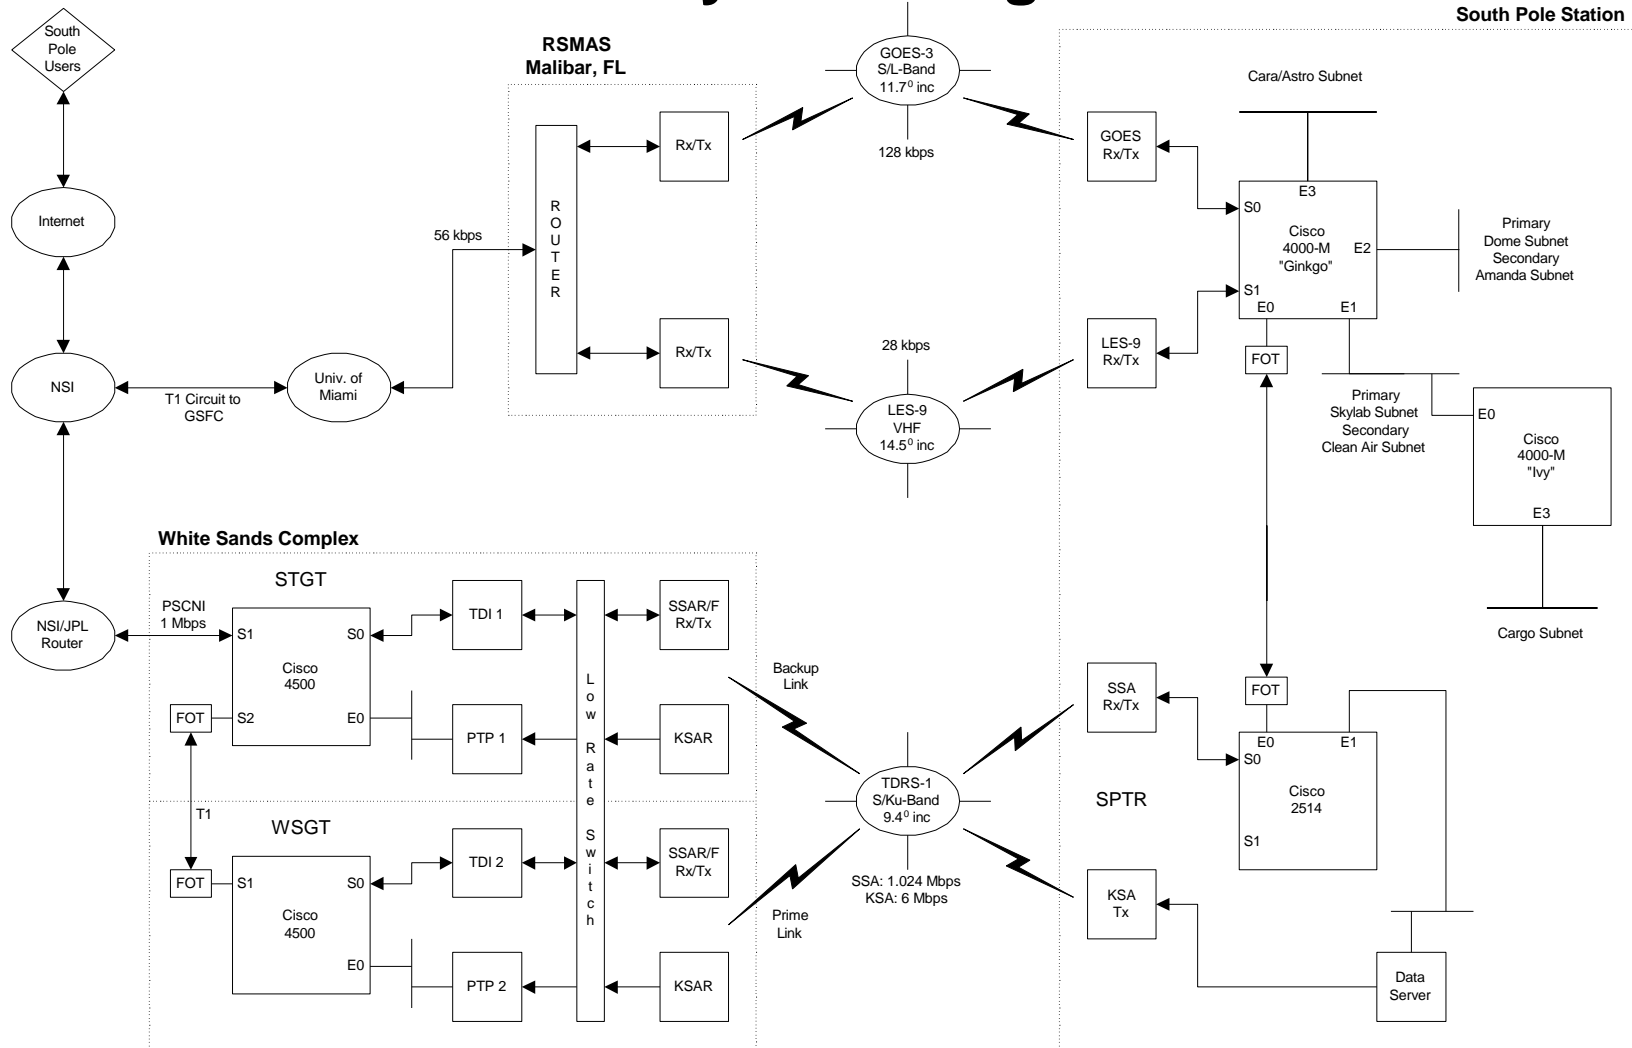 South Pole Station
South
Pole
Users
RSMAS
Malibar, FL
GOES-3
S/L-Band
11.7⁰ inc
128 kbps
Cara/Astro Subnet
Rx/Tx
GOES
Rx/Tx
E3
S0
Cisco
4000-M
"Ginkgo"
E2
S1
E0
E1
Primary
Dome Subnet
Secondary
Amanda Subnet
Internet
56 kbps
ROUTER
Rx/Tx
28 kbps
LES-9
Rx/Tx
FOT
NSI
T1 Circuit to
GSFC
Univ. of
Miami
LES-9
VHF
14.5⁰ inc
Primary
Skylab Subnet
Secondary
Clean Air Subnet
E0
Cisco
4000-M
"Ivy"
E3
Cargo Subnet
White Sands Complex
STGT
NSI/JPL
Router
PSCNI
1 Mbps
S1
S0
Cisco
4500
S2
E0
FOT
TDI 1
PTP 1
Low Rate Switch
SSAR/F
Rx/Tx
KSAR
Backup
Link
T1
WSGT
FOT
S1
S0
Cisco
4500
E0
TDI 2
PTP 2
SSAR/F
Rx/Tx
KSAR
Prime
Link
TDRS-1
S/Ku-Band
9.4⁰ inc
SSA: 1.024 Mbps
KSA: 6 Mbps
SSA
Rx/Tx
FOT
E0
E1
S0
Cisco
2514
S1
SPTR
KSA
Tx
Data
Server